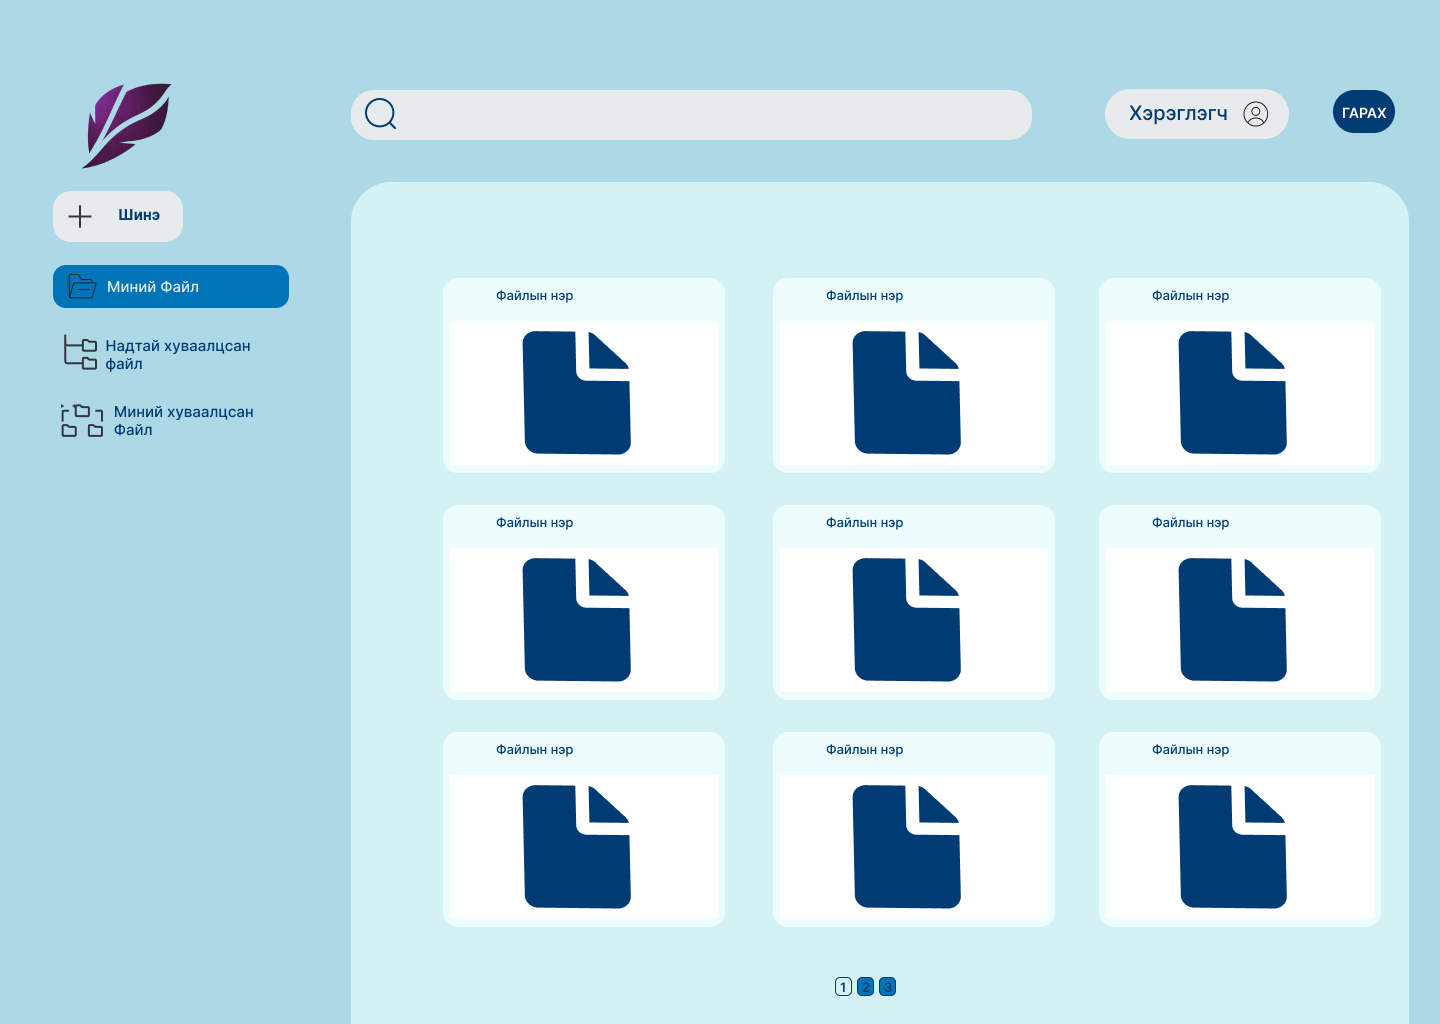 Хэрэглэгч
ГАРАХ
Шинэ
Миний Файл
Надтай хуваалцсан
файл
Миний хуваалцсан
Файл
Файлын нэр
Файлын нэр
Файлын нэр
Файлын нэр
Файлын нэр
Файлын нэр
Файлын нэр
Файлын нэр
Файлын нэр
1 2 3